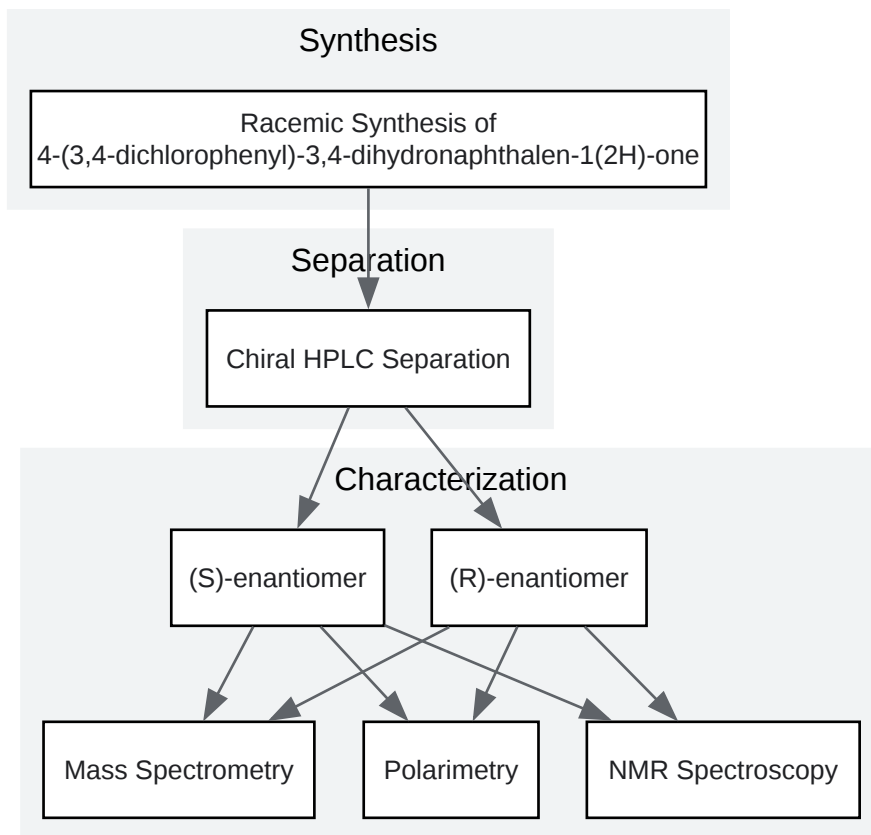 Synthesis
Racemic Synthesis of
4-(3,4-dichlorophenyl)-3,4-dihydronaphthalen-1(2H)-one
Separation
Chiral HPLC Separation
Characterization
(S)-enantiomer
(R)-enantiomer
Mass Spectrometry
Polarimetry
NMR Spectroscopy